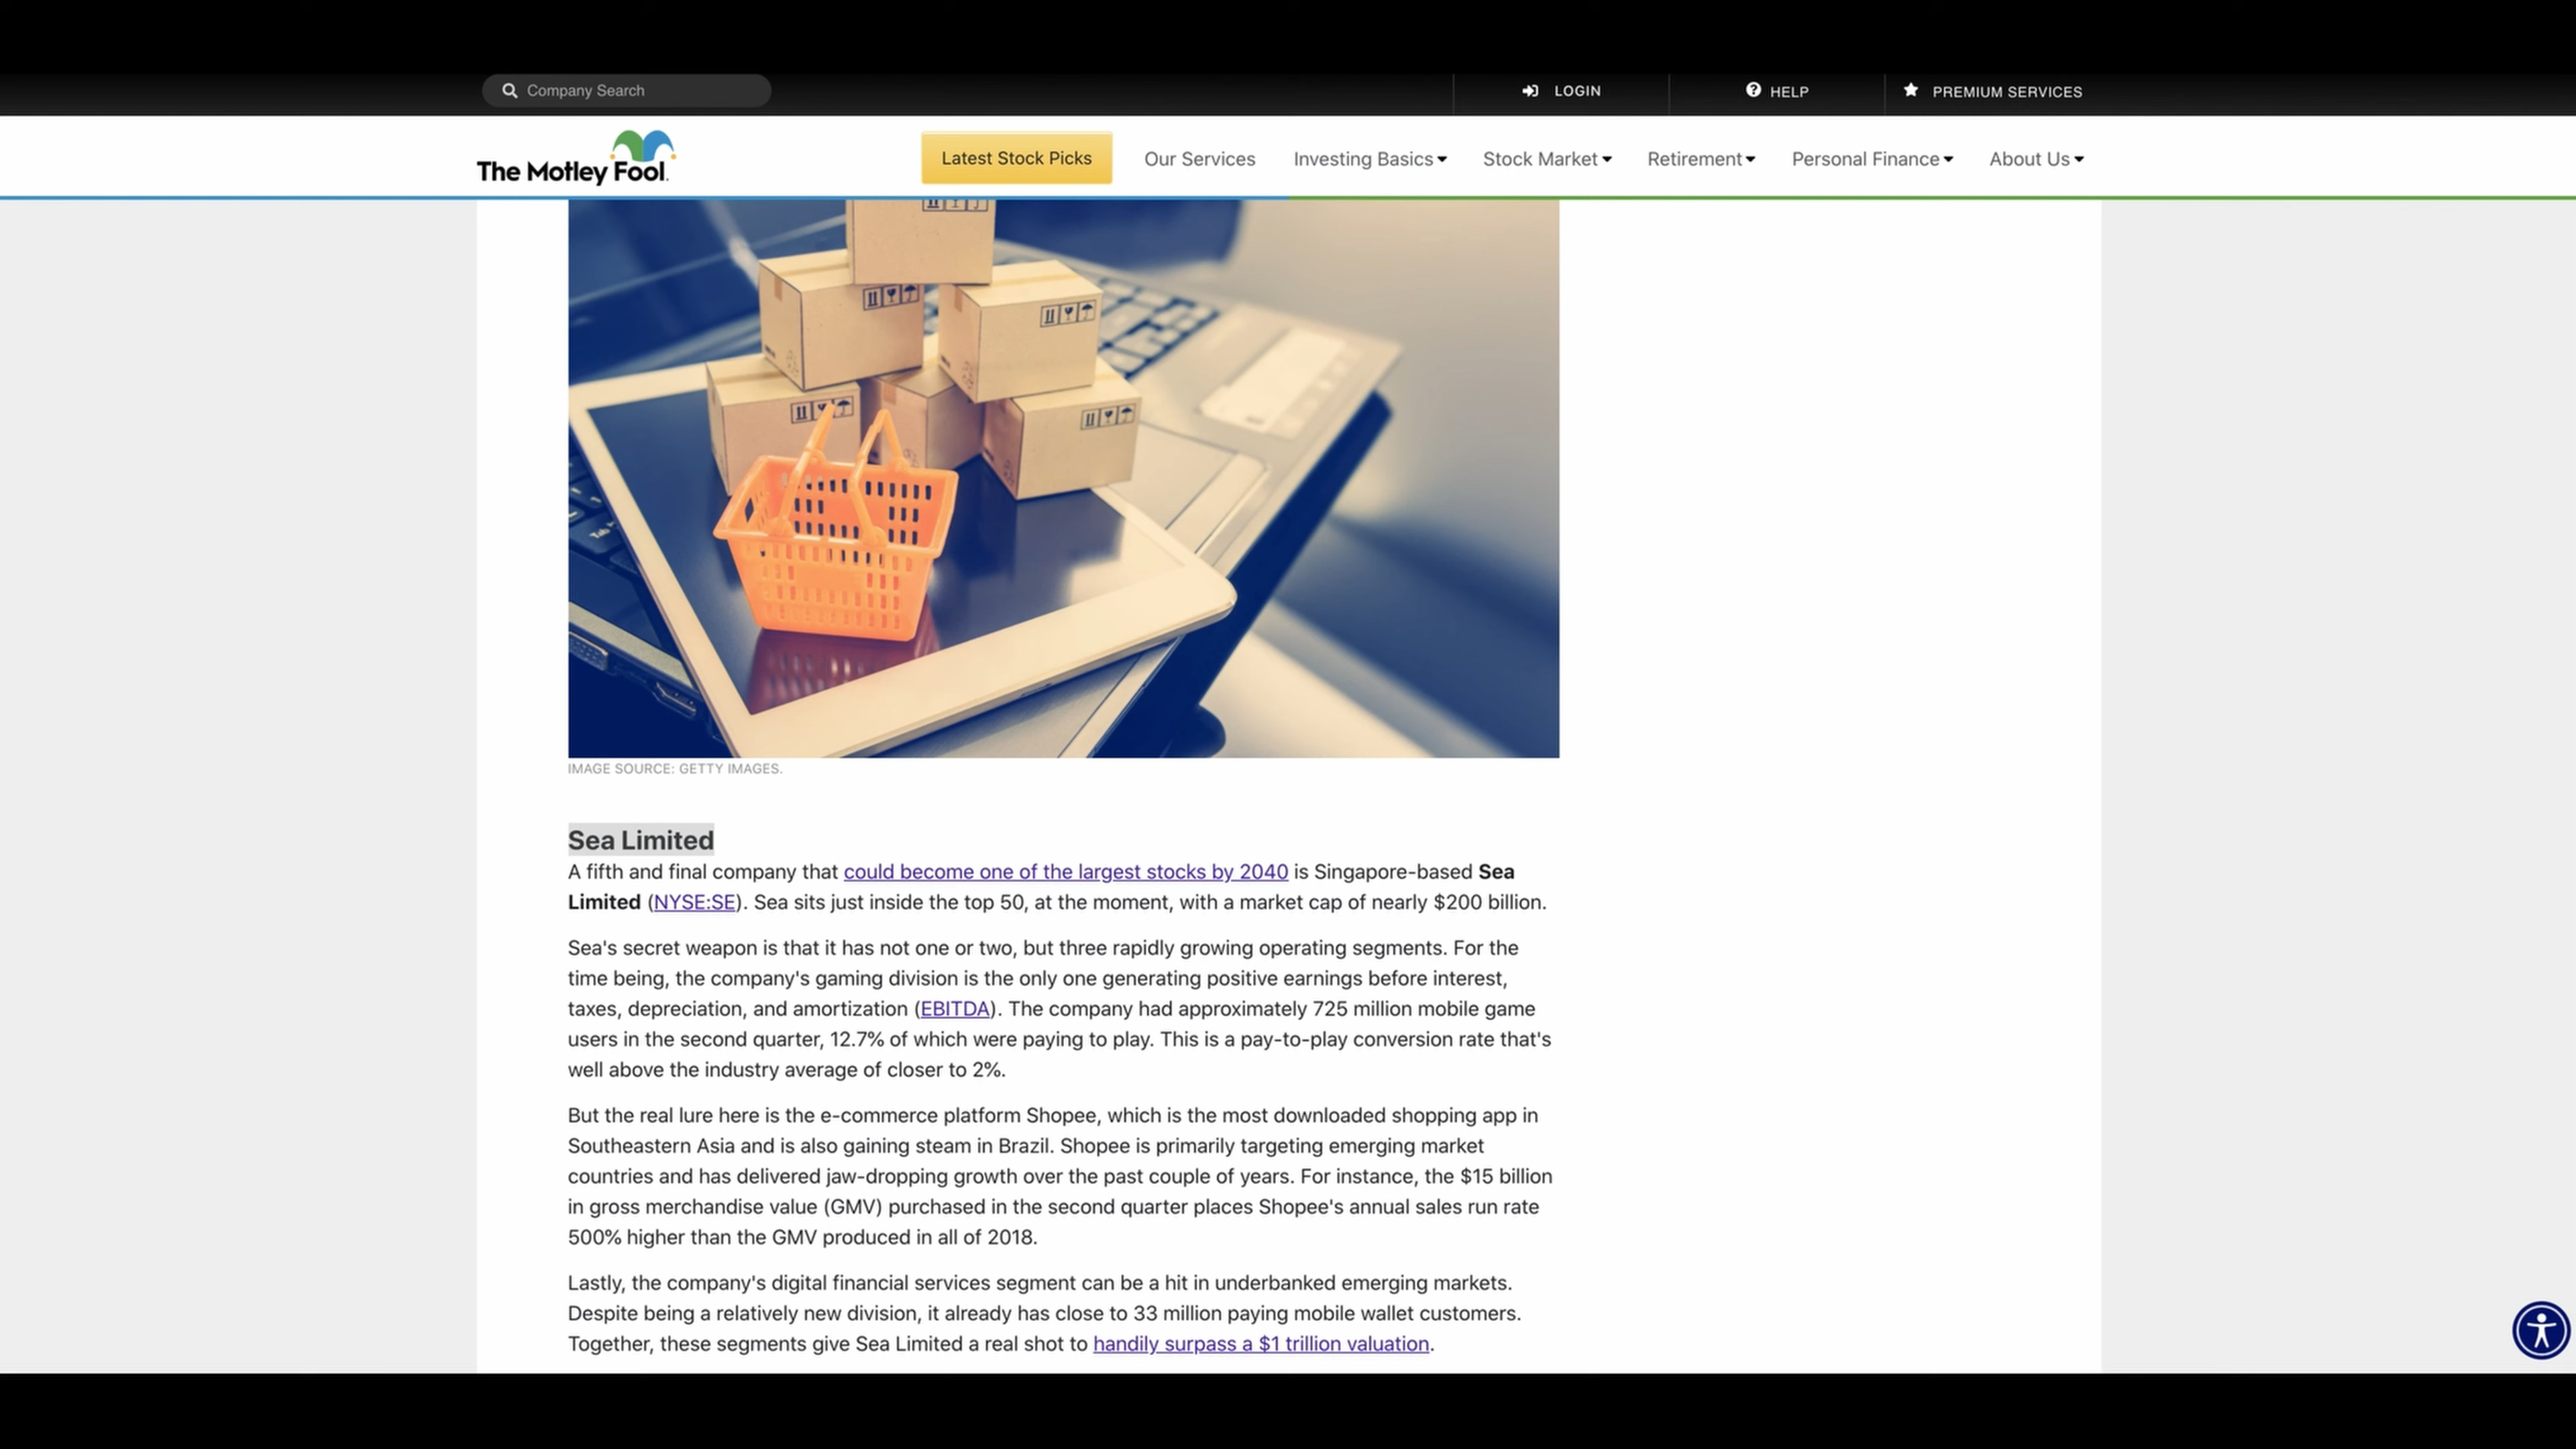 Company Search
LOGIN
HELP
PREMIUM SERVICES
The Motley Fool.
Latest Stock Picks
Our Services
Investing Basics
Stock Market
Retirement
Personal Finance
About Us
Tab
IMAGE SOURCE: GETTY IMAGES.
Sea Limited
A fifth and final company that could become one of the largest stocks by 2040 is Singapore-based Sea
Limited (NYSE:SE). Sea sits just inside the top 50, at the moment, with a market cap of nearly $200 billion.
Sea's secret weapon is that it has not one or two, but three rapidly growing operating segments. For the
time being, the company's gaming division is the only one generating positive earnings before interest,
taxes, depreciation, and amortization (EBITDA). The company had approximately 725 million mobile game
users in the second quarter, 12.7% of which were paying to play. This is a pay-to-play conversion rate that's
well above the industry average of closer to 2%.
But the real lure here is the e-commerce platform Shopee, which is the most downloaded shopping app in
Southeastern Asia and is also gaining steam in Brazil. Shopee is primarily targeting emerging market
countries and has delivered jaw-dropping growth over the past couple of years. For instance, the $15 billion
in gross merchandise value (GMV) purchased in the second quarter places Shopee's annual sales run rate
500% higher than the GMV produced in all of 2018.
Lastly, the company's digital financial services segment can be a hit in underbanked emerging markets.
Despite being a relatively new division, it already has close to 33 million paying mobile wallet customers.
Together, these segments give Sea Limited a real shot to handily surpass a $1 trillion valuation.